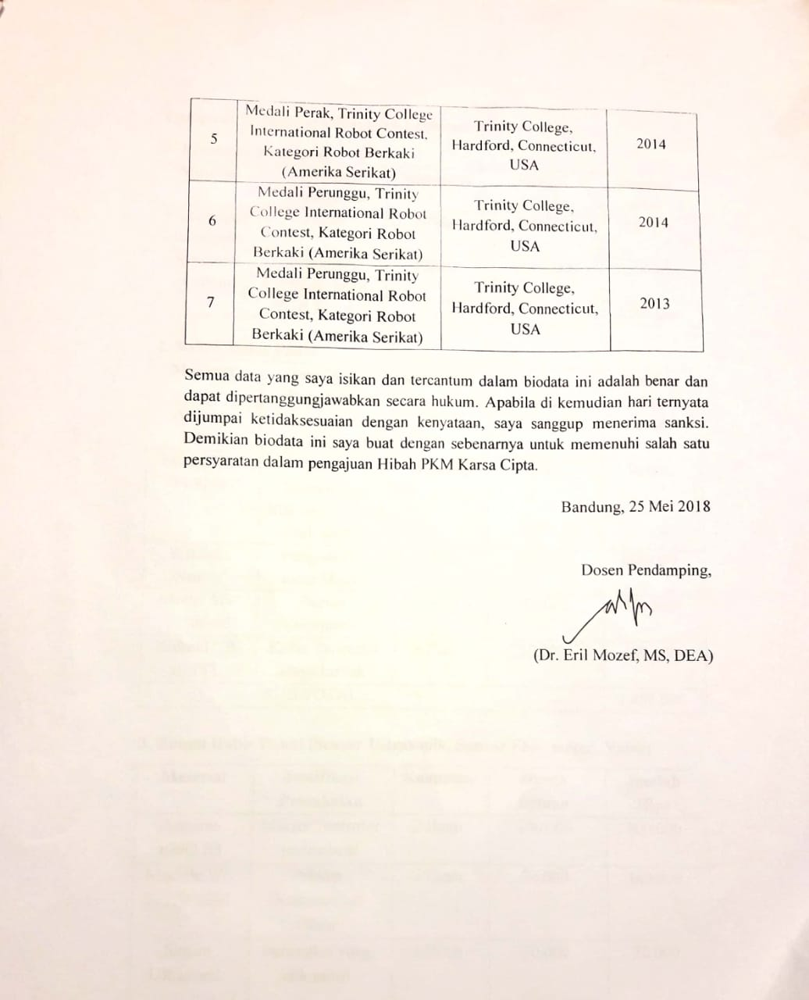 5
Medali Perak, Trinity College
International Robot Contest,
Kategori Robot Berkaki
(Amerika Serikat)
Trinity College,
Hardford, Connecticut,
USA
2014
6
Medali Perunggu, Trinity
College International Robot
Contest, Kategori Robot
Berkaki (Amerika Serikat)
Trinity College,
Hardford, Connecticut,
USA
2014
7
Medali Perunggu, Trinity
College International Robot
Contest, Kategori Robot
Berkaki (Amerika Serikat)
Trinity College,
Hardford, Connecticut,
USA
2013
Semua data yang saya isikan dan tercantum dalam biodata ini adalah benar dan
dapat dipertanggungjawabkan secara hukum. Apabila di kemudian hari ternyata
dijumpai ketidaksesuaian dengan kenyataan, saya sanggup menerima sanksi.
Demikian biodata ini saya buat dengan sebenarnya untuk memenuhi salah satu
persyaratan dalam pengajuan Hibah PKM Karsa Cipta.
Bandung, 25 Mei 2018
Dosen Pendamping,
(Dr. Eril Mozef, MS, DEA)